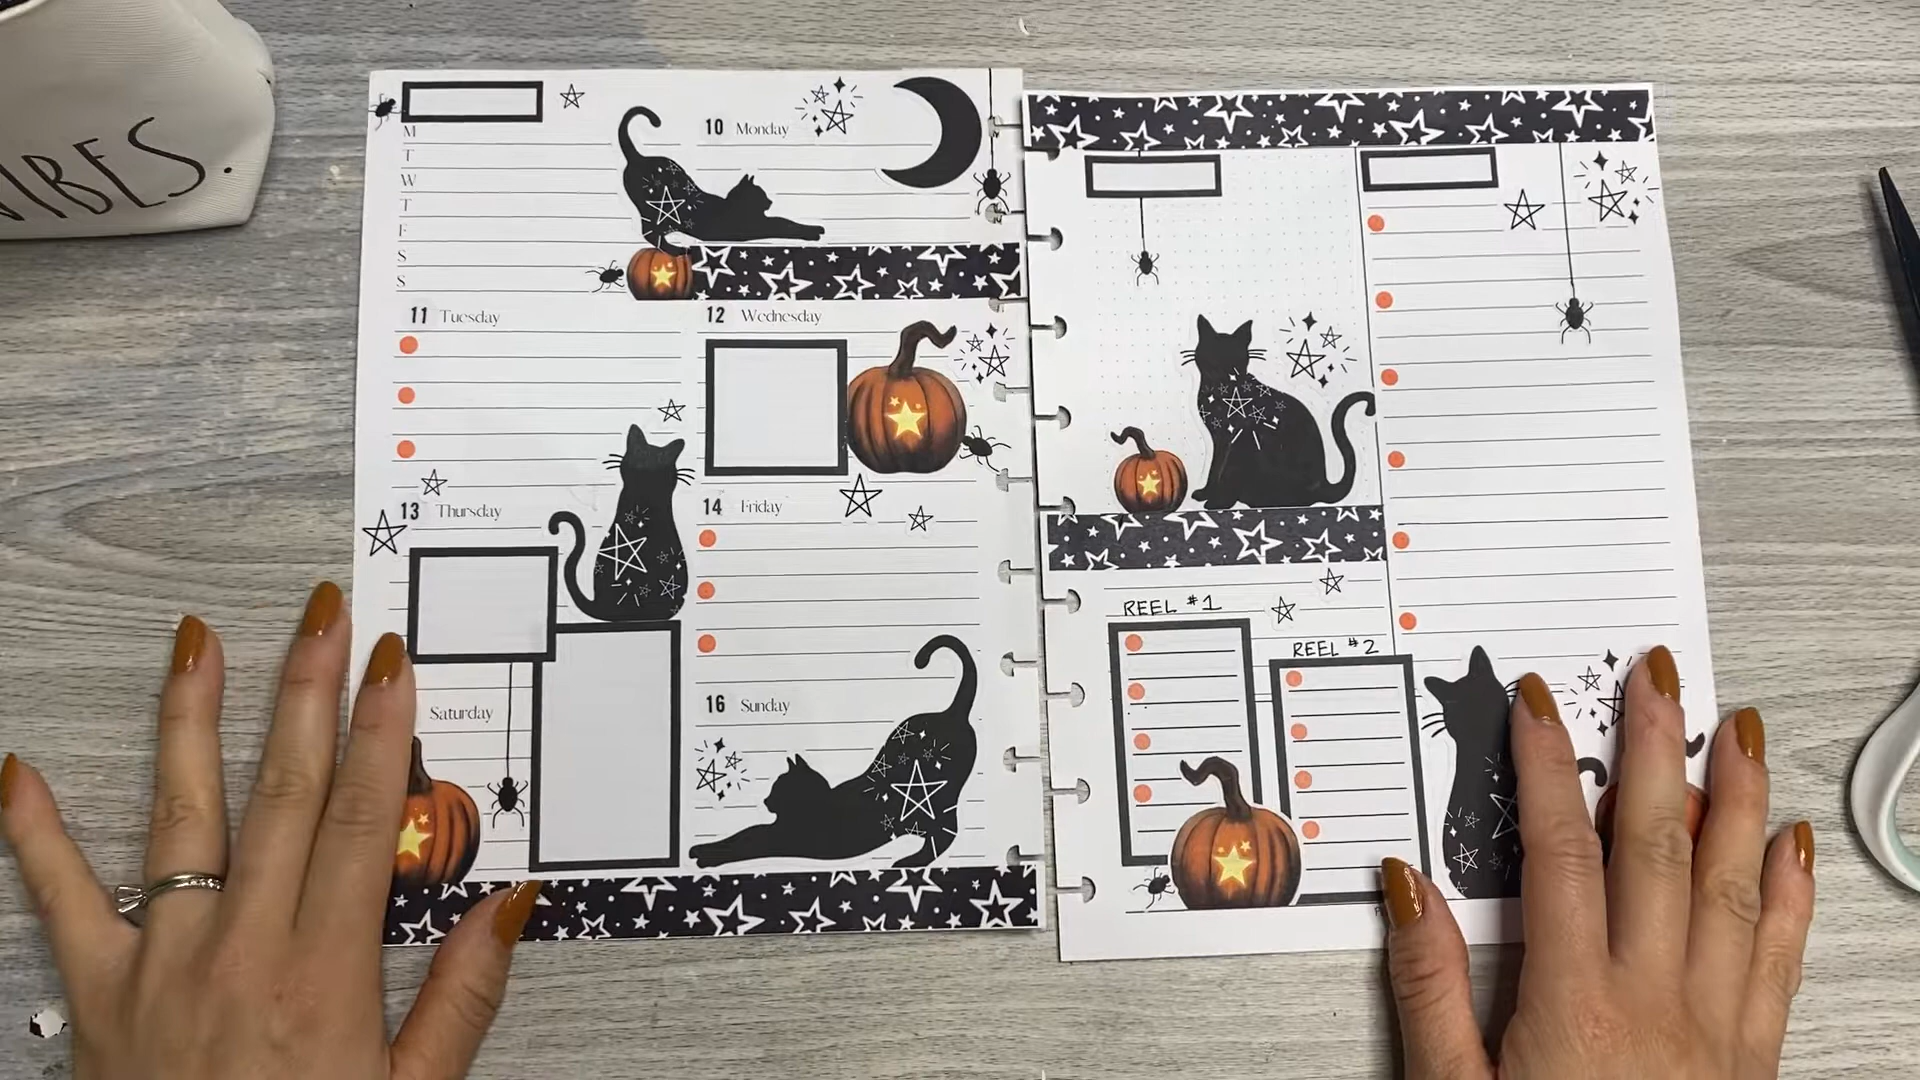 VIBES
M
T
W
T
F
S
S
10 Monday
11 Tuesday
12 Wednesday
13 Thursday
14 Friday
Saturday
16 Sunday
REEL #1
REEL #2